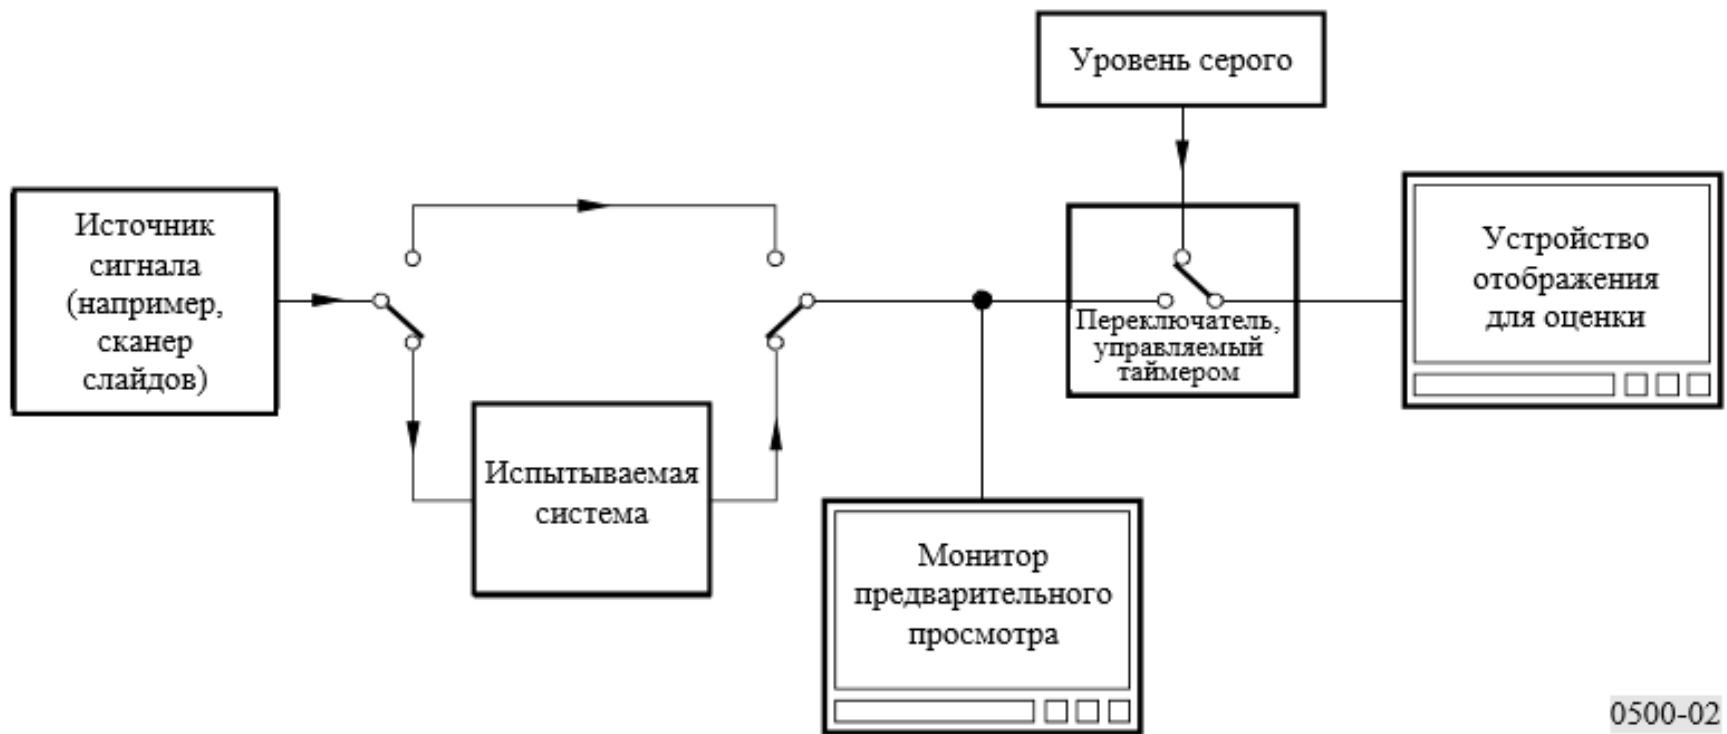 Уровень серого
Источник
сигнала
(например,
сканер
слайдов)
Испытываемая
система
Переключатель,
управляемый
таймером
Устройство
отображения
для оценки
Монитор
предварительного
просмотра
0500-02